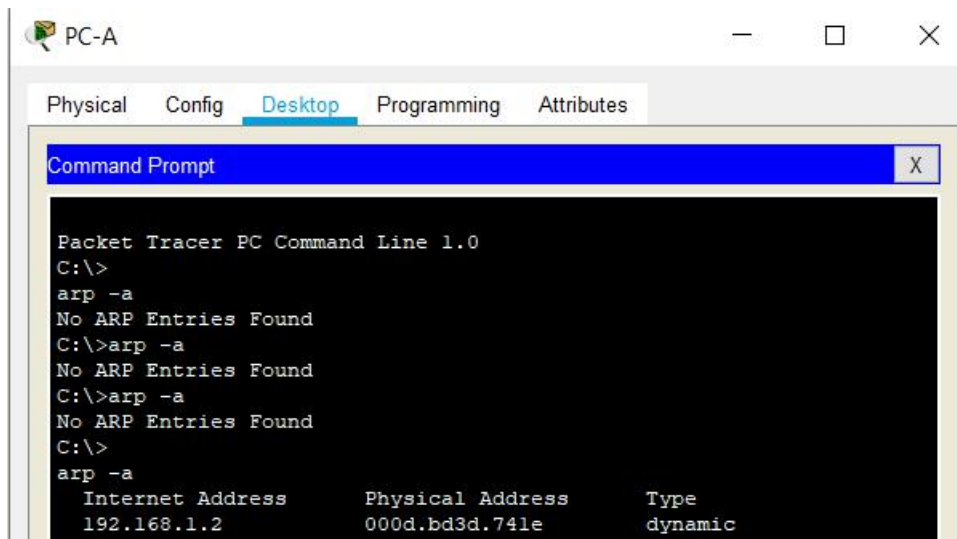 PC-A
Physical Config Desktop Programming Attributes
Command Prompt X
Packet Tracer PC Command Line 1.0
C:\>
arp -a
No ARP Entries Found
C:\>arp -a
No ARP Entries Found
C:\>arp -a
No ARP Entries Found
C:\>
arp -a
Internet Address Physical Address Type
192.168.1.2 000d.bd3d.741e dynamic